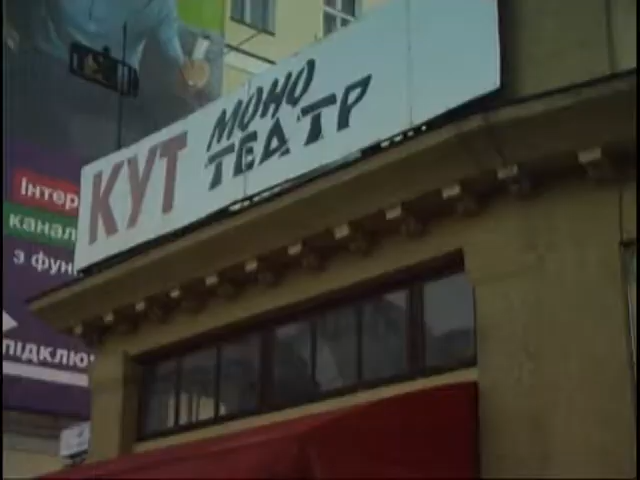 КУТ
МОНО
ТЕАТР
Інтер
канал
з фун
підклю